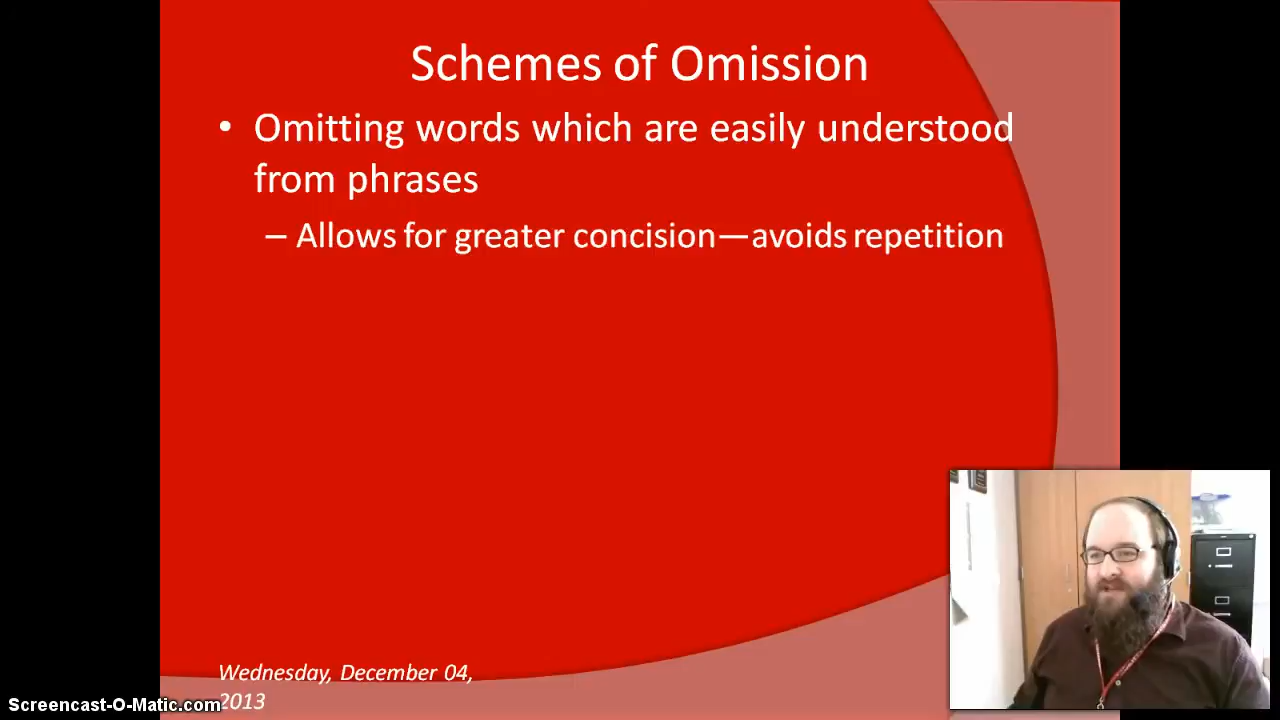 Schemes of Omission
• Omitting words which are easily understood
from phrases
– Allows for greater concision—avoids repetition
Wednesday, December 04,
2013
Screencast-O-Matic.com